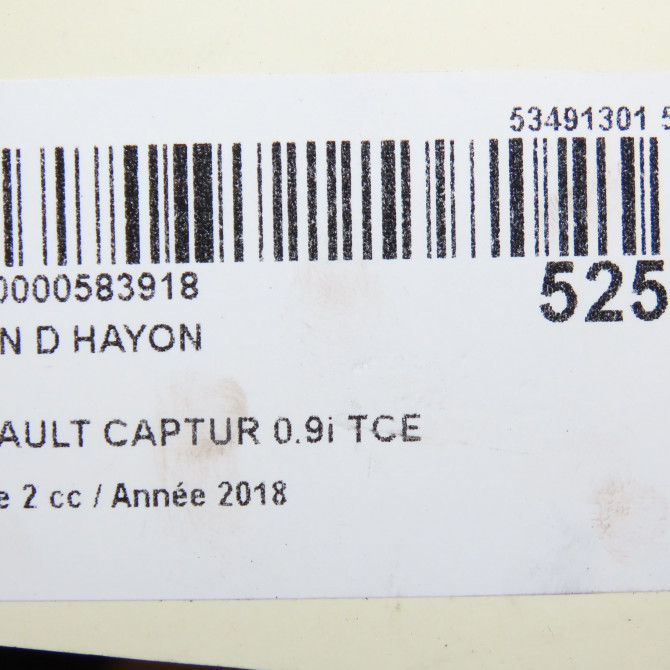 53491301 5
0000583918
525
N D HAYON
AULT CAPTUR 0.9i TCE
e 2 cc / Année 2018